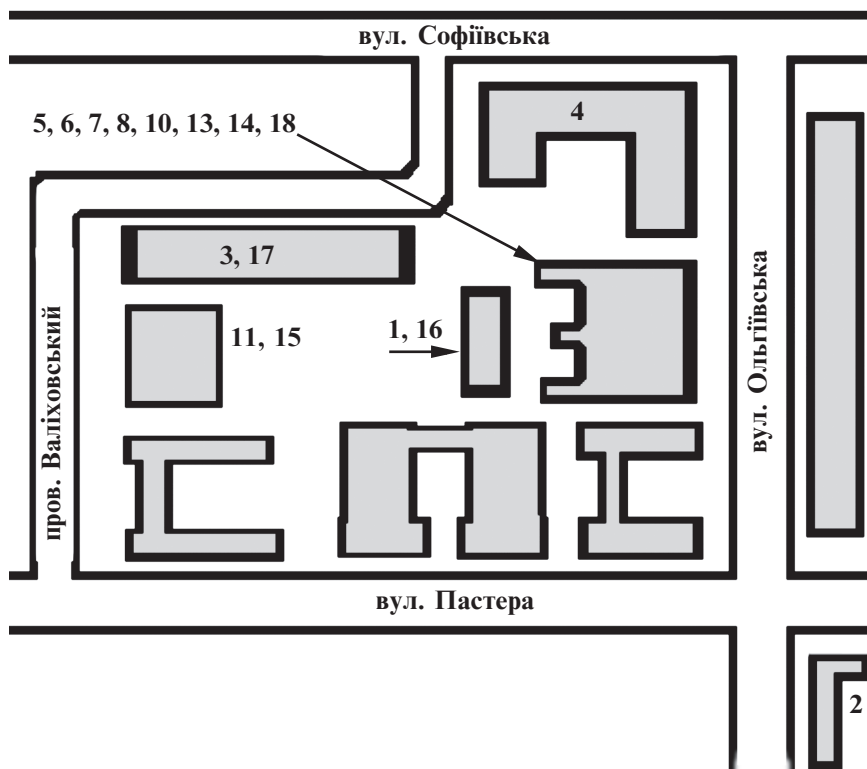 вул. Софіївська
4
5, 6, 7, 8, 10, 13, 14, 18
3, 17
11, 15
1, 16
вул. Ольгіївська
пров. Валіховський
вул. Пастера
2